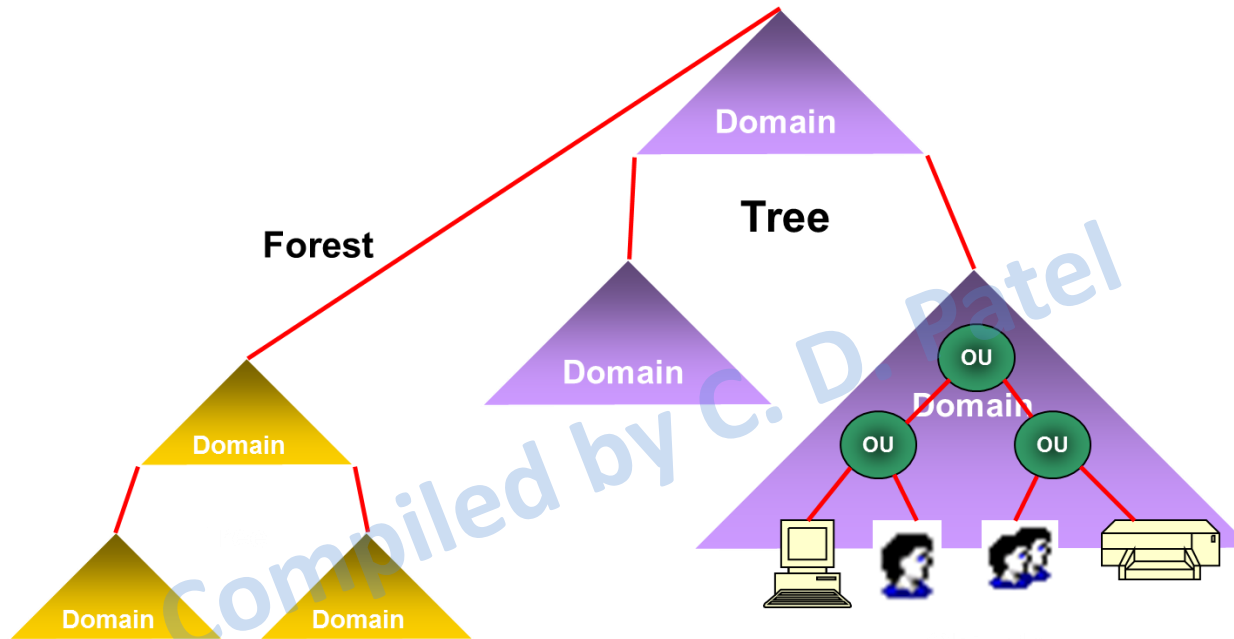 Domain
Tree
Forest
Domain
OU
Domain
OU
OU
Domain
Domain
Domain
Compiled by C. D. Patel